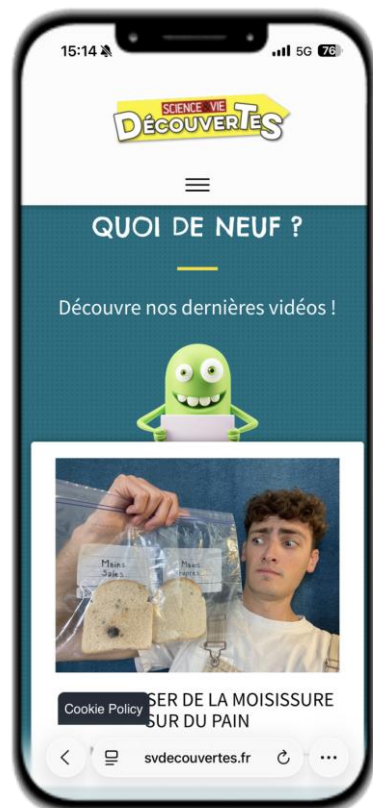 15:14
5G 76
SCIENCE & VIE
DÉCOUVERTES
QUOI DE NEUF ?
Découvre nos dernières vidéos !
Mains
Sales
Mains
propres
SER DE LA MOISISSURE
Cookie Policy
SUR DU PAIN
svdecouvertes.fr